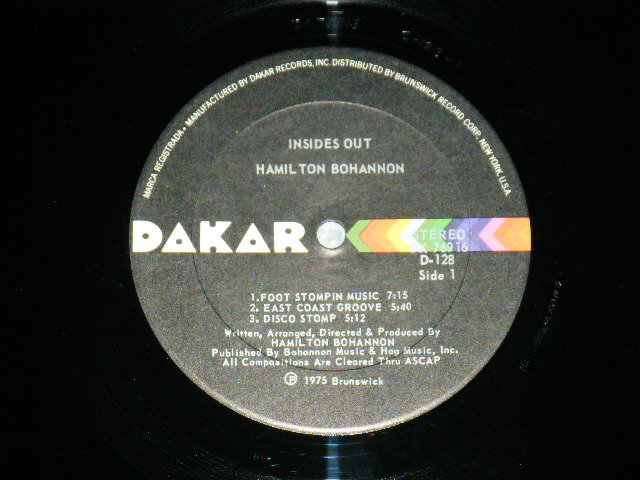 MARCA REGISTRADA • MANUFACTURED BY DAKAR RECORDS, INC. DISTRIBUTED BY BRUNSWICK RECORD CORP. NEW YORK, U.S.A.
INSIDES OUT
HAMILTON BOHANNON
DAKAR
STEREO
DK 76916
D-128
Side 1
1. FOOT STOMPIN MUSIC 7:15
2. EAST COAST GROOVE 5:40
3. DISCO STOMP 5:12
Written, Arranged, Directed & Produced By
HAMILTON BOHANNON
Published By Bohannon Music & Hog Music, Inc.
All Compositions Are Cleared Thru ASCAP
Ⓟ 1975 Brunswick